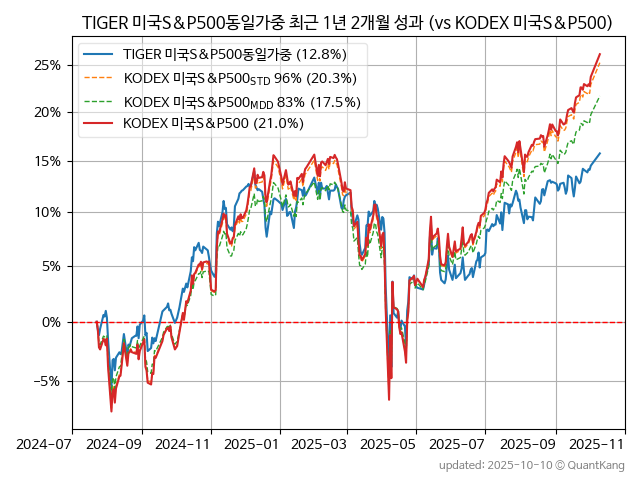 TIGER 미국S&P500동일가중 최근 1년 2개월 성과 (vs KODEX 미국S&P500)
TIGER 미국S&P500동일가중 (12.8%)
KODEX 미국S&P500STD 96% (20.3%)
KODEX 미국S&P500MDD 83% (17.5%)
KODEX 미국S&P500 (21.0%)
25%
20%
15%
10%
5%
0%
−5%
2024-07 2024-09 2024-11 2025-01 2025-03 2025-05 2025-07 2025-09 2025-11
updated: 2025-10-10 © QuantKang